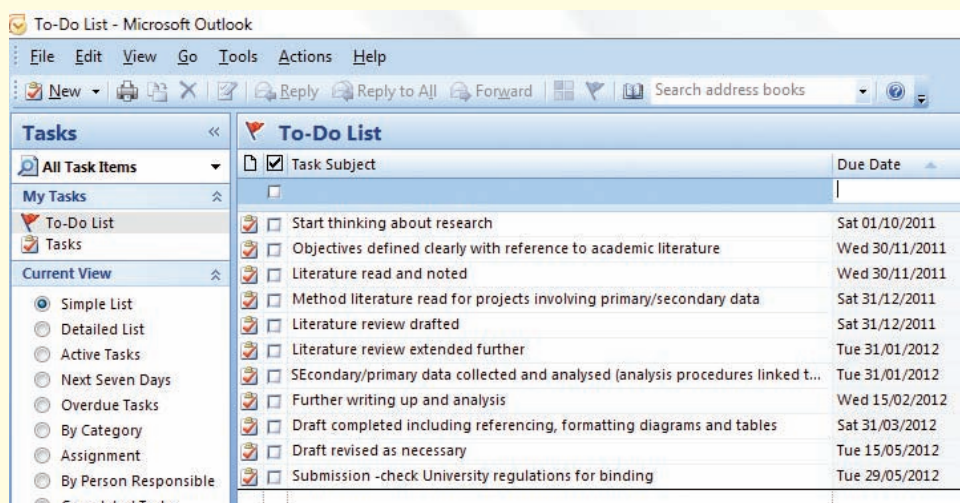 To-Do List - Microsoft Outlook
File Edit View Go Tools Actions Help
New Reply Reply to All Forward Search address books
Tasks « To-Do List
All Task Items Task Subject Due Date
My Tasks
To-Do List Start thinking about research Sat 01/10/2011
Tasks Objectives defined clearly with reference to academic literature Wed 30/11/2011
Current View Literature read and noted Wed 30/11/2011
Simple List Method literature read for projects involving primary/secondary data Sat 31/12/2011
Detailed List Literature review drafted Sat 31/12/2011
Active Tasks Literature review extended further Tue 31/01/2012
Next Seven Days SEcondary/primary data collected and analysed (analysis procedures linked t... Tue 31/01/2012
Overdue Tasks Further writing up and analysis Wed 15/02/2012
By Category Draft completed including referencing, formatting diagrams and tables Sat 31/03/2012
Assignment Draft revised as necessary Tue 15/05/2012
By Person Responsible Submission -check University regulations for binding Tue 29/05/2012